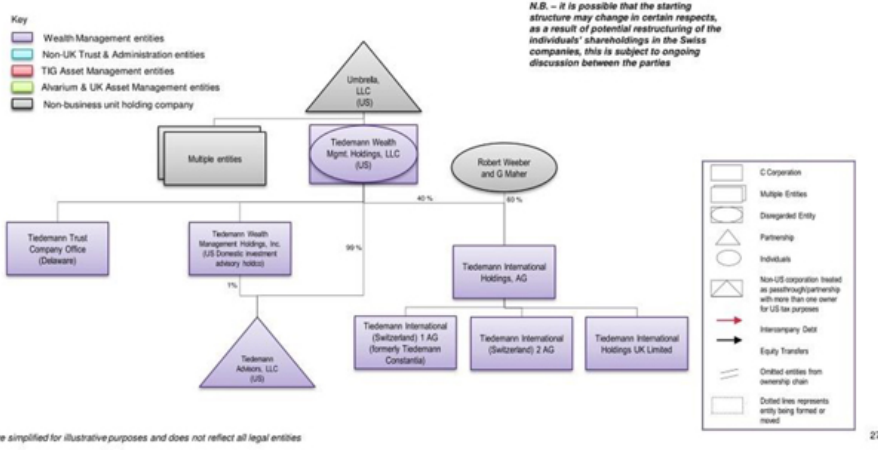 N.B. – it is possible that the starting
structure may change in certain respects,
as a result of potential restructuring of the
individuals' shareholdings in the Swiss
companies, this is subject to ongoing
discussion between the parties
Key
Wealth Management entities
Non-UK Trust & Administration entities
TIG Asset Management entities
Alvarium & UK Asset Management entities
Non-business unit holding company
Umbrella,
LLC
(US)
Multiple entities
Tiedemann Wealth
Mgmt. Holdings, LLC
(US)
Robert Weeber
and G Maher
40 %
60 %
Tiedemann Trust
Company Office
(Delaware)
Tiedemann Wealth
Management Holdings, Inc.
(US Domestic investment
advisory holdco)
99 %
1%
Tiedemann International
Holdings, AG
Tiedemann
Advisors, LLC
(US)
Tiedemann International
(Switzerland) 1 AG
(formerly Tiedemann
Constantia)
Tiedemann International
(Switzerland) 2 AG
Tiedemann International
Holdings UK Limited
C Corporation
Multiple Entities
Disregarded Entity
Partnership
Individuals
Non-US corporation treated
as passthrough/partnership
with more than one owner
for US tax purposes
Intercompany Debt
Equity Transfers
Omitted entities from
ownership chain
Dotted lines represents
entity being formed or
moved
e simplified for illustrative purposes and does not reflect all legal entities
27